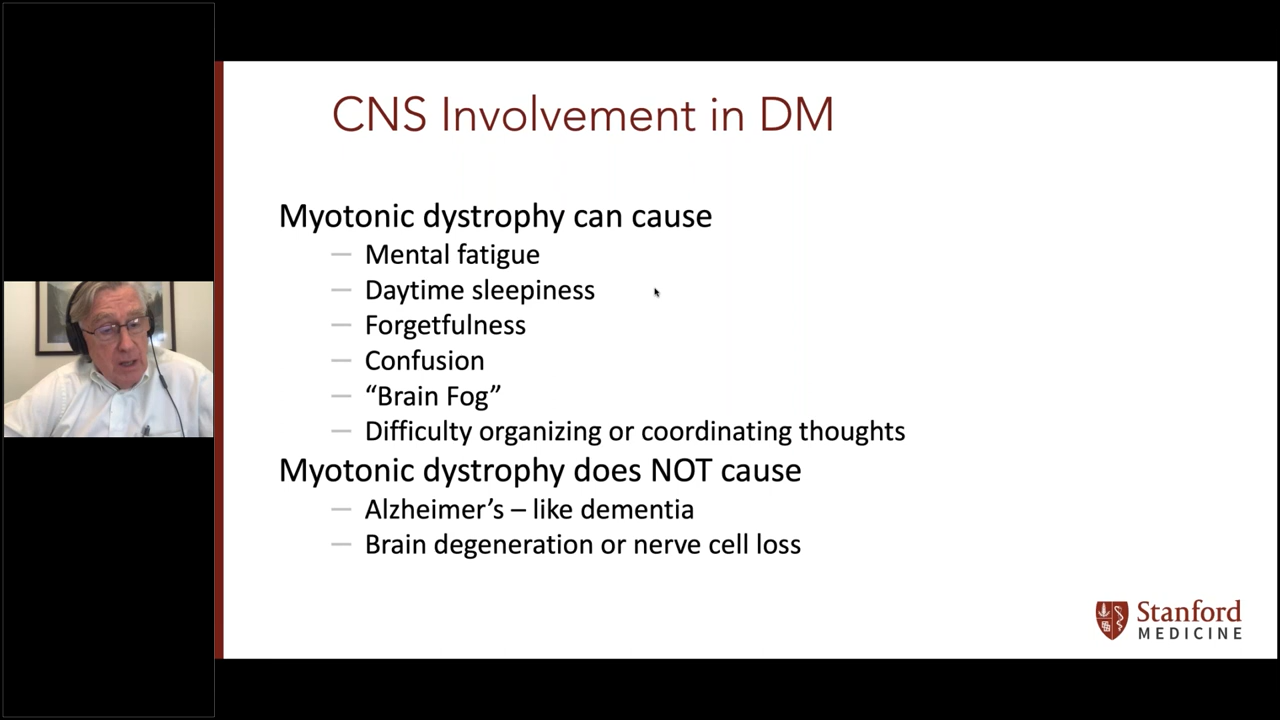 CNS Involvement in DM
Myotonic dystrophy can cause
— Mental fatigue
— Daytime sleepiness
— Forgetfulness
— Confusion
— “Brain Fog”
— Difficulty organizing or coordinating thoughts
Myotonic dystrophy does NOT cause
— Alzheimer’s – like dementia
— Brain degeneration or nerve cell loss
Stanford
MEDICINE